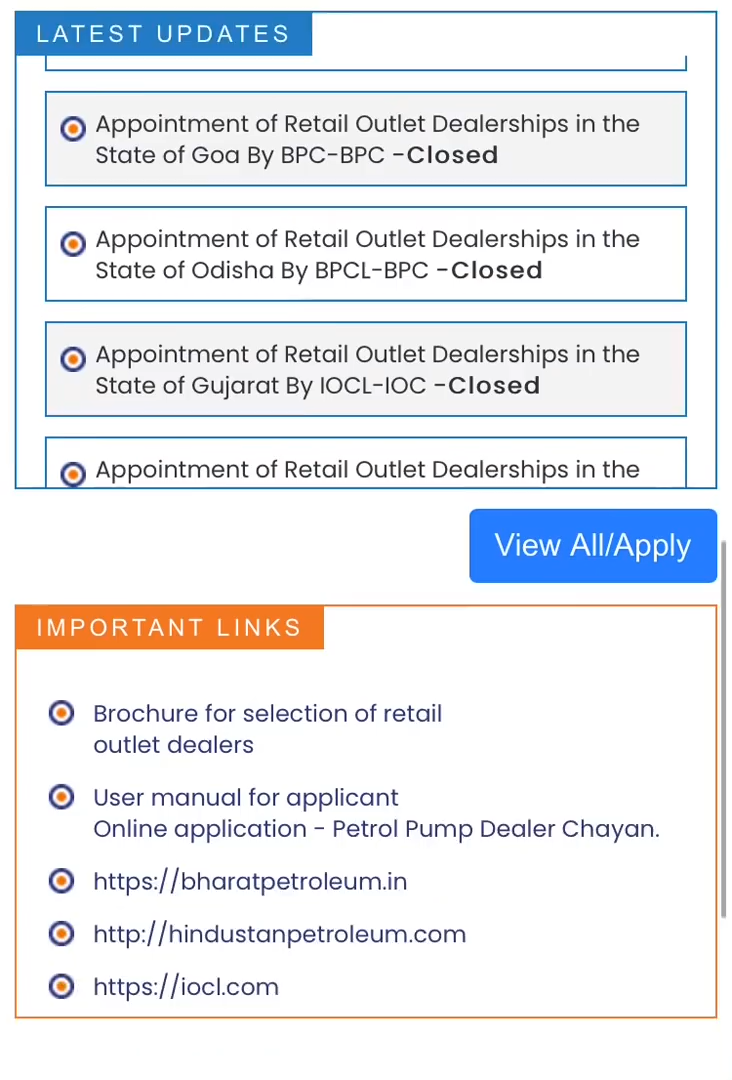 LATEST UPDATES
Appointment of Retail Outlet Dealerships in the
State of Goa By BPC-BPC -Closed
Appointment of Retail Outlet Dealerships in the
State of Odisha By BPCL-BPC -Closed
Appointment of Retail Outlet Dealerships in the
State of Gujarat By IOCL-IOC -Closed
Appointment of Retail Outlet Dealerships in the
View All/Apply
IMPORTANT LINKS
Brochure for selection of retail
outlet dealers
User manual for applicant
Online application - Petrol Pump Dealer Chayan.
https://bharatpetroleum.in
http://hindustanpetroleum.com
https://iocl.com